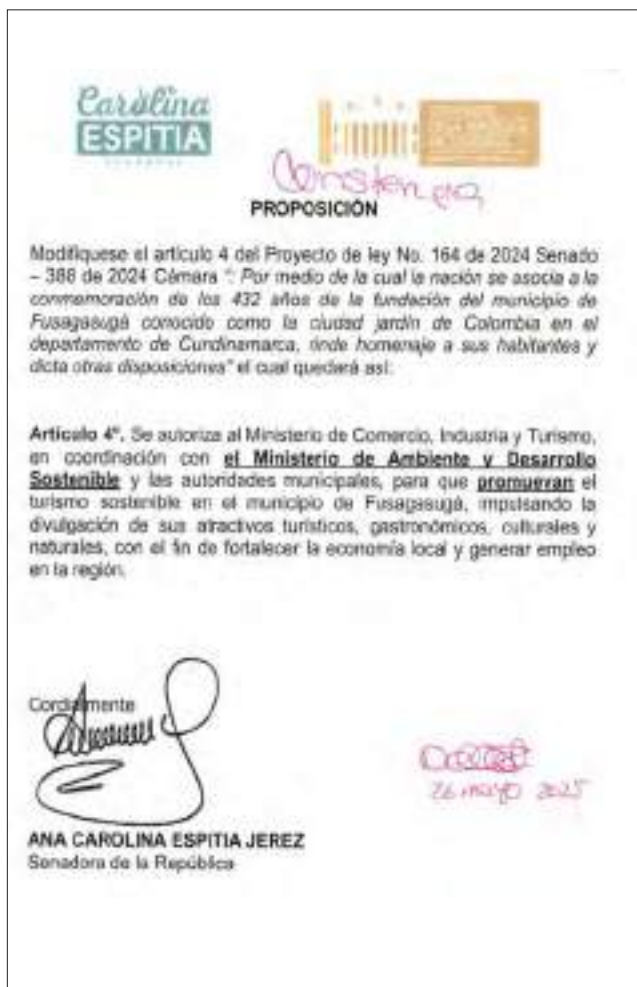 Carolina
ESPITIA
Constancia
PROPOSICIÓN
Modifíquese el artículo 4 del Proyecto de ley No. 164 de 2024 Senado
– 388 de 2024 Cámara ": Por medio de la cual la nación se asocia a la
conmemoración de los 432 años de la fundación del municipio de
Fusagasugá conocido como la ciudad jardín de Colombia en el
departamento de Cundinamarca, rinde homenaje a sus habitantes y
dicta otras disposiciones" el cual quedará así:
Artículo 4°. Se autoriza al Ministerio de Comercio, Industria y Turismo,
en coordinación con el Ministerio de Ambiente y Desarrollo
Sostenible y las autoridades municipales, para que promuevan el
turismo sostenible en el municipio de Fusagasugá, impulsando la
divulgación de sus atractivos turísticos, gastronómicos, culturales y
naturales, con el fin de fortalecer la economía local y generar empleo
en la región.
Cordialmente
ANA CAROLINA ESPITIA JEREZ
Senadora de la República
26 mayo 2025